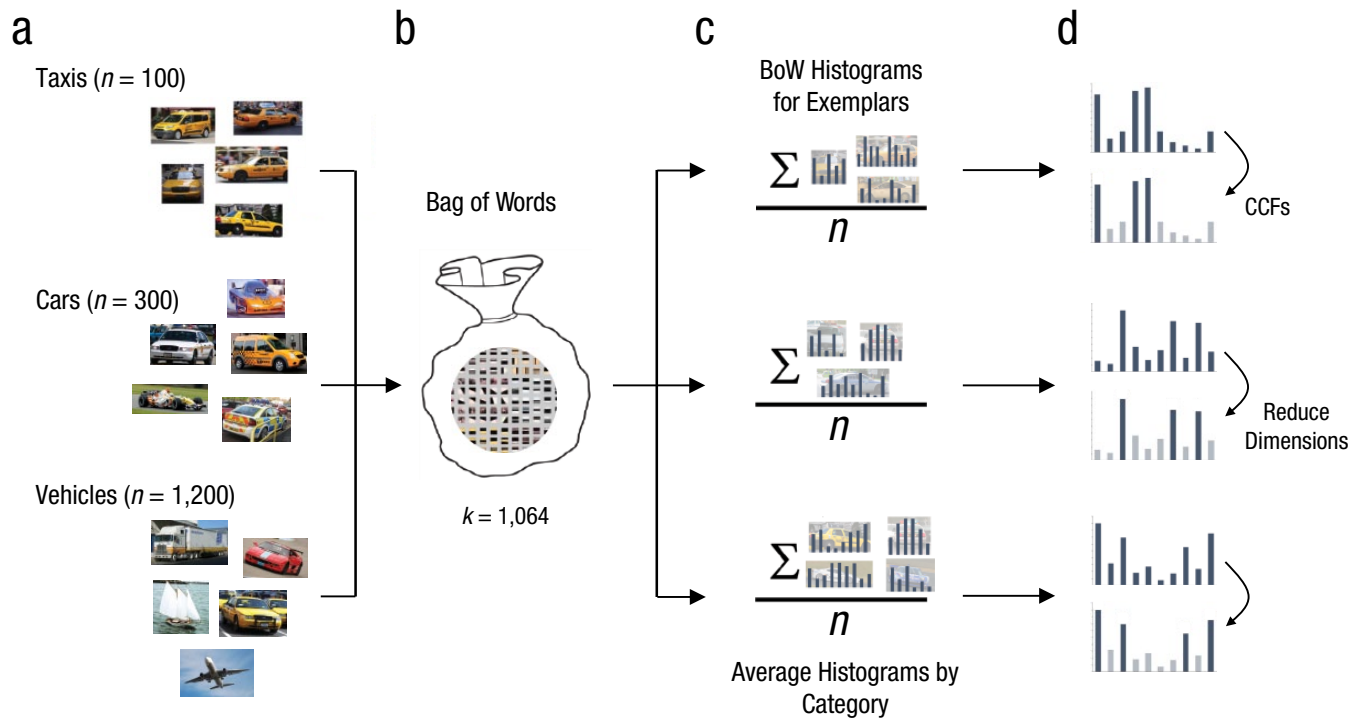 a
b
c
d
Taxis (n = 100)
Cars (n = 300)
Vehicles (n = 1,200)
Bag of Words
k = 1,064
BoW Histograms
for Exemplars
Σ
n
Σ
n
Σ
n
Average Histograms by
Category
CCFs
Reduce
Dimensions